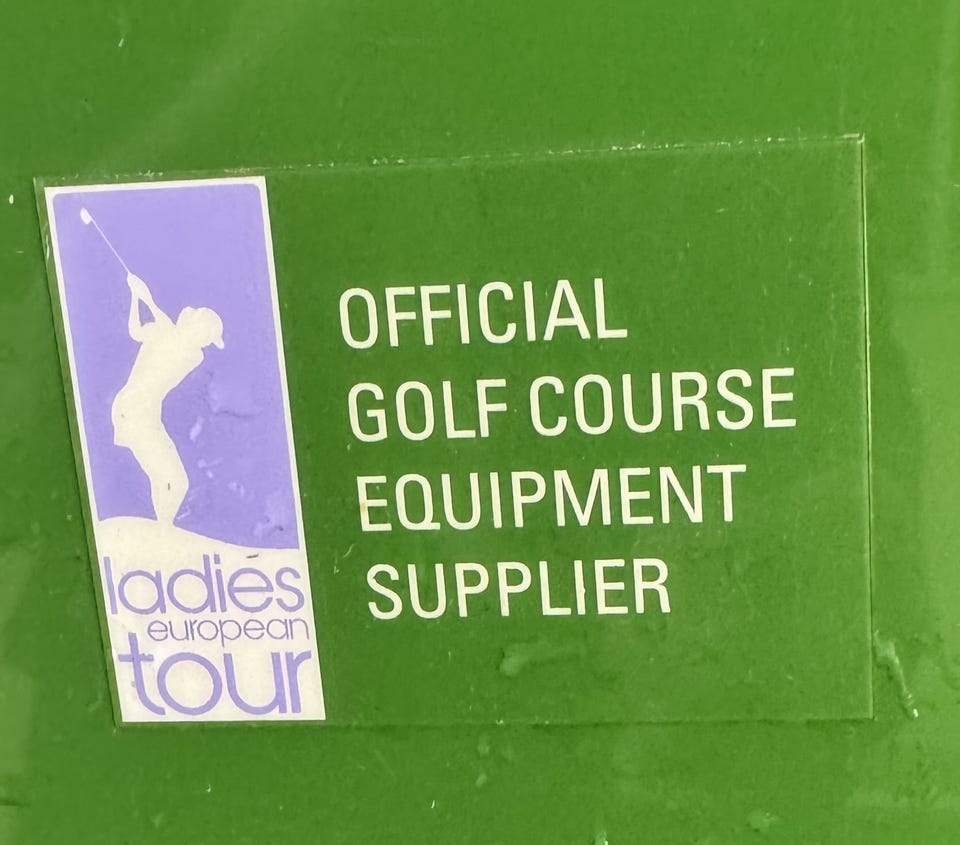 ladies
european
tour
OFFICIAL
GOLF COURSE
EQUIPMENT
SUPPLIER